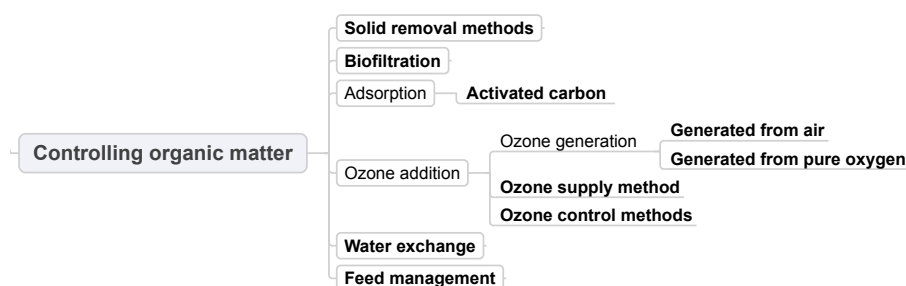 Controlling organic matter
Solid removal methods
Biofiltration
Adsorption
Activated carbon
Ozone addition
Ozone generation
Generated from air
Generated from pure oxygen
Ozone supply method
Ozone control methods
Water exchange
Feed management